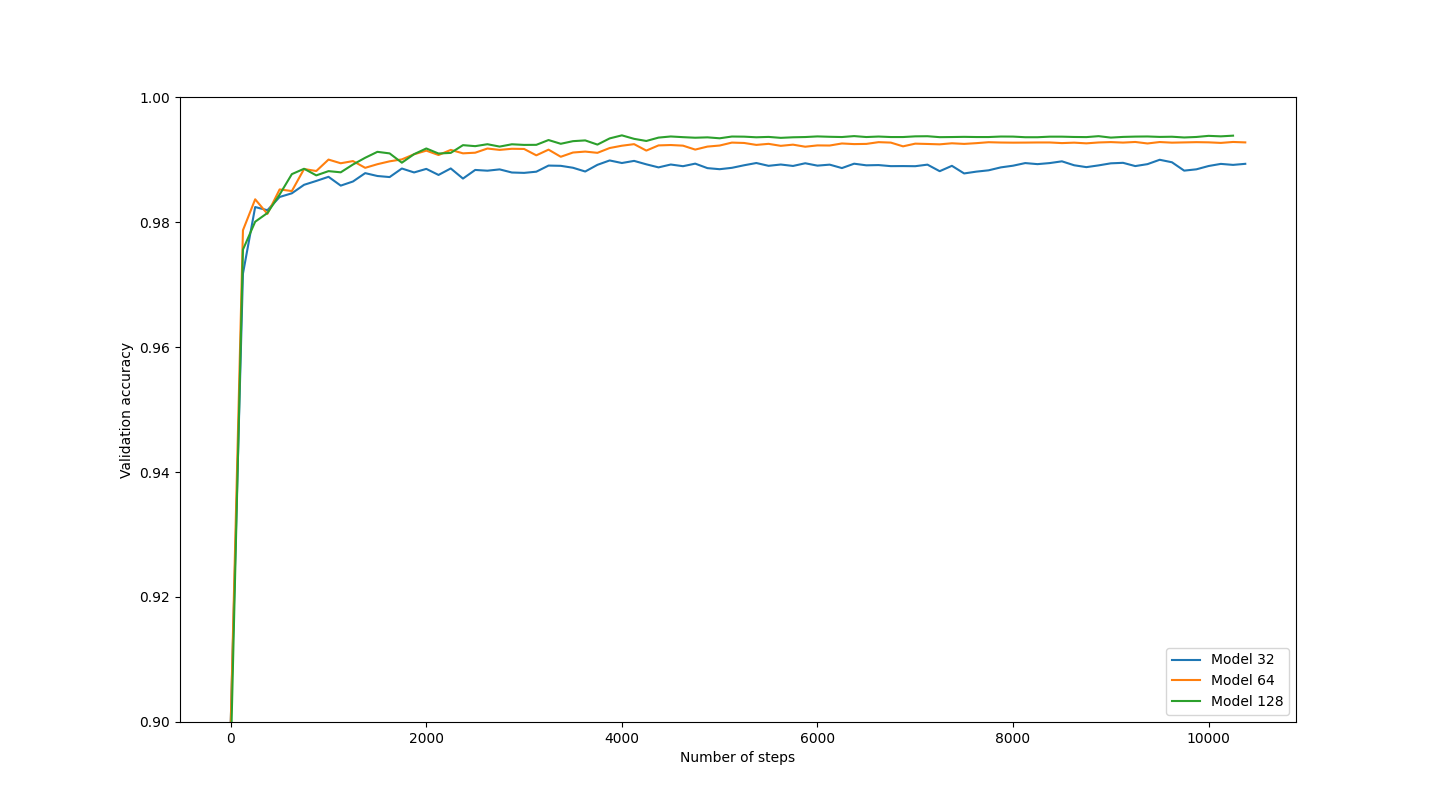 1.00
0.98
0.96
0.94
0.92
0.90
Validation accuracy
0 2000 4000 6000 8000 10000
Number of steps
Model 32
Model 64
Model 128